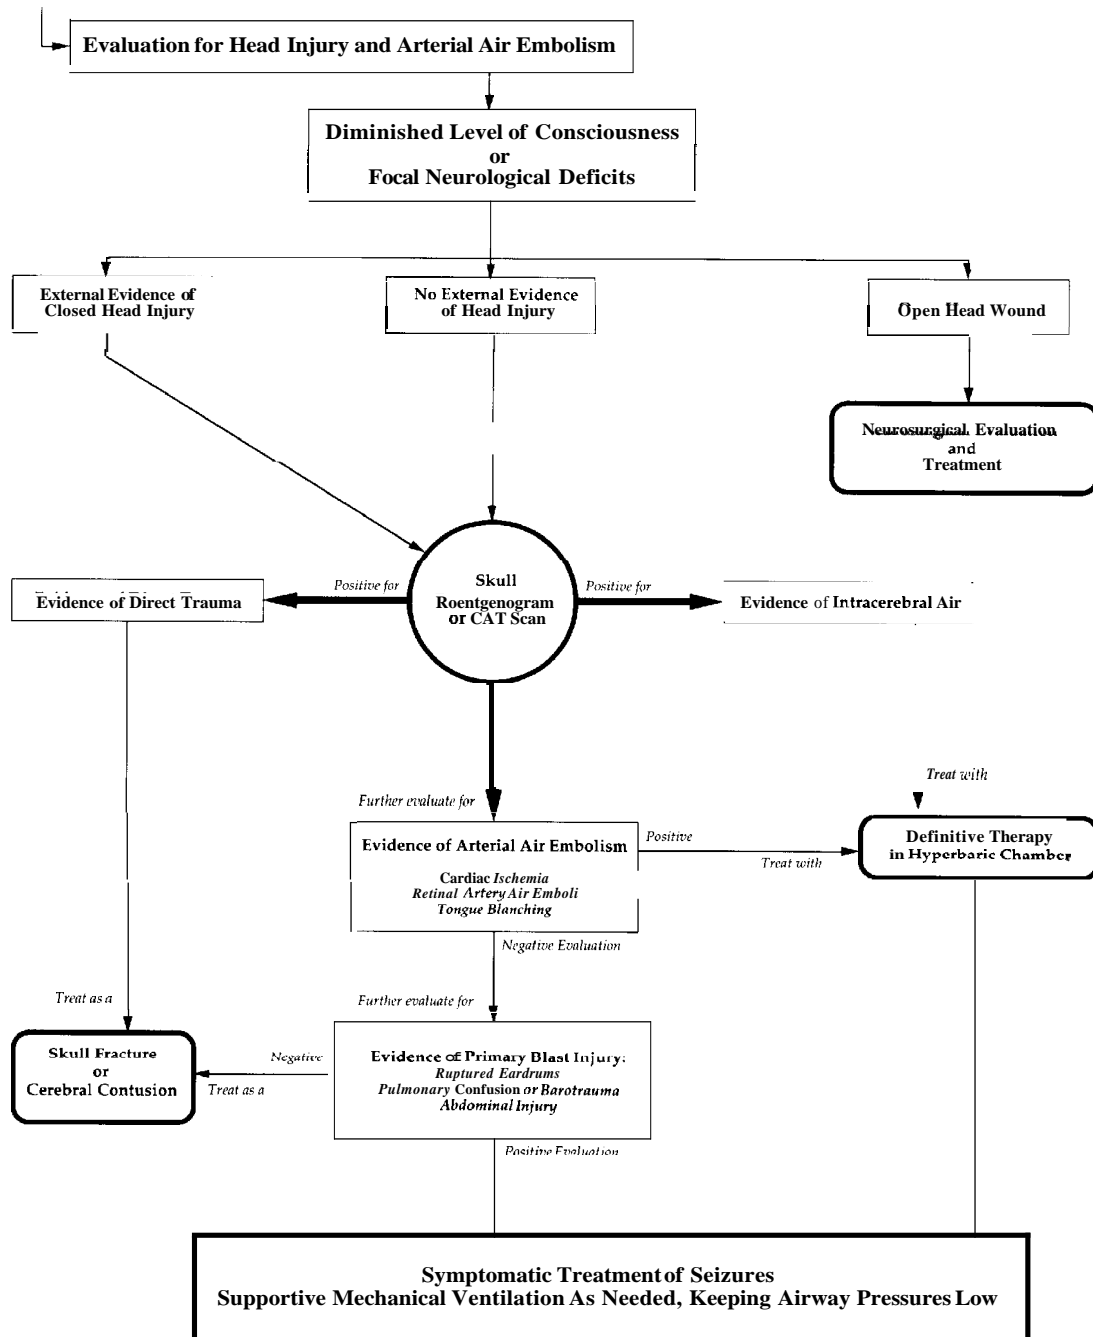 Evaluation for Head Injury and Arterial Air Embolism
Diminished Level of Consciousness
or
Focal Neurological Deficits
External Evidence of
Closed Head Injury
No External Evidence
of Head Injury
Open Head Wound
Neurosurgical Evaluation
and
Treatment
Skull
Roentgenogram
or CAT Scan
Positive for
Evidence of Direct Trauma
Positive for
Evidence of Intracerebral Air
Further evaluate for
Treat with
Evidence of Arterial Air Embolism
Cardiac Ischemia
Retinal Artery Air Emboli
Tongue Blanching
Positive
Treat with
Definitive Therapy
in Hyperbaric Chamber
Negative Evaluation
Further evaluate for
Treat as a
Skull Fracture
or
Cerebral Contusion
Negative
Treat as a
Evidence of Primary Blast Injury:
Ruptured Eardrums
Pulmonary Confusion or Barotrauma
Abdominal Injury
Positive Evaluation
Symptomatic Treatment of Seizures
Supportive Mechanical Ventilation As Needed, Keeping Airway Pressures Low